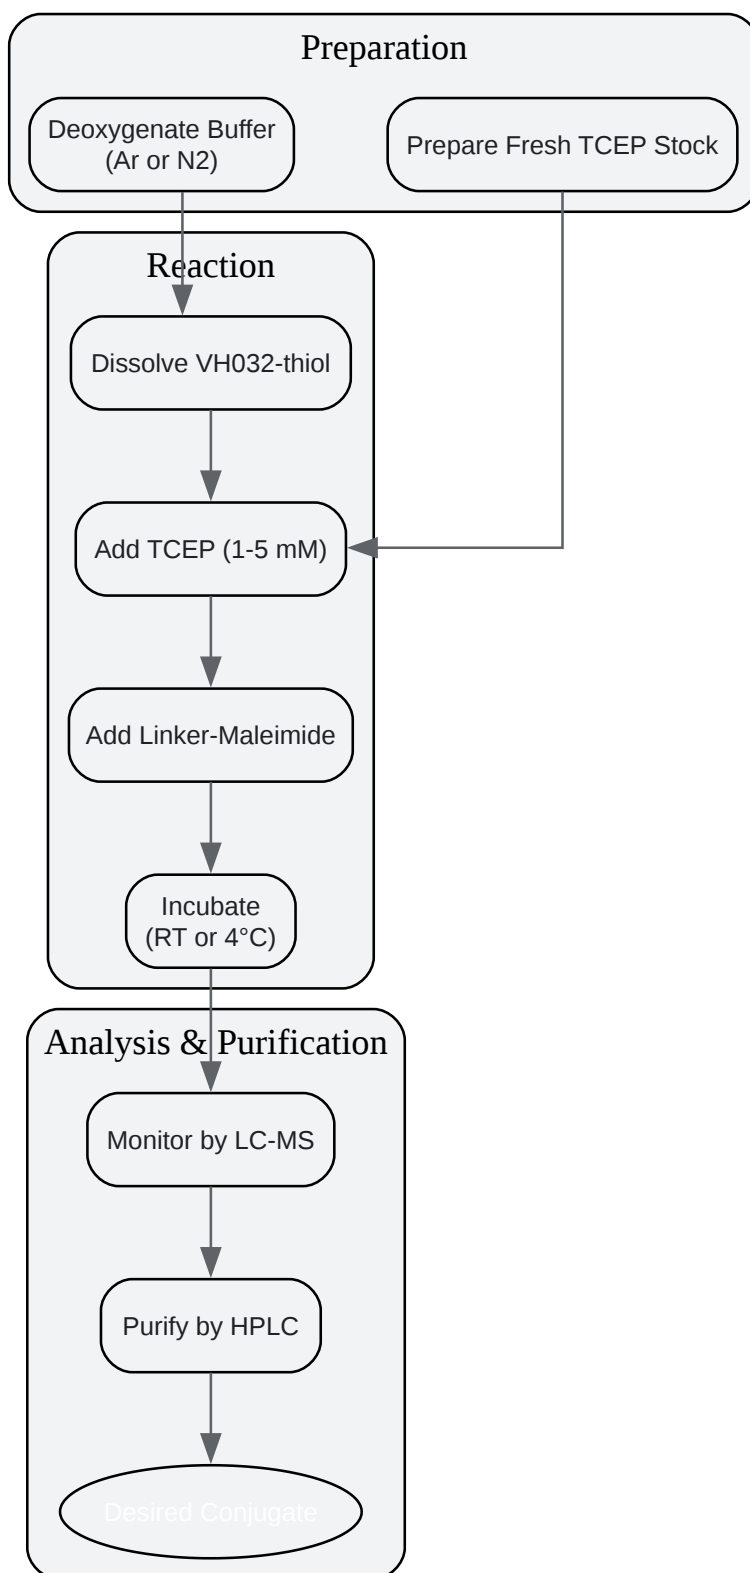 Preparation
Deoxygenate Buffer
(Ar or N2)
Prepare Fresh TCEP Stock
Reaction
Dissolve VH032-thiol
Add TCEP (1-5 mM)
Add Linker-Maleimide
Incubate
(RT or 4°C)
Analysis & Purification
Monitor by LC-MS
Purify by HPLC
Desired Conjugate